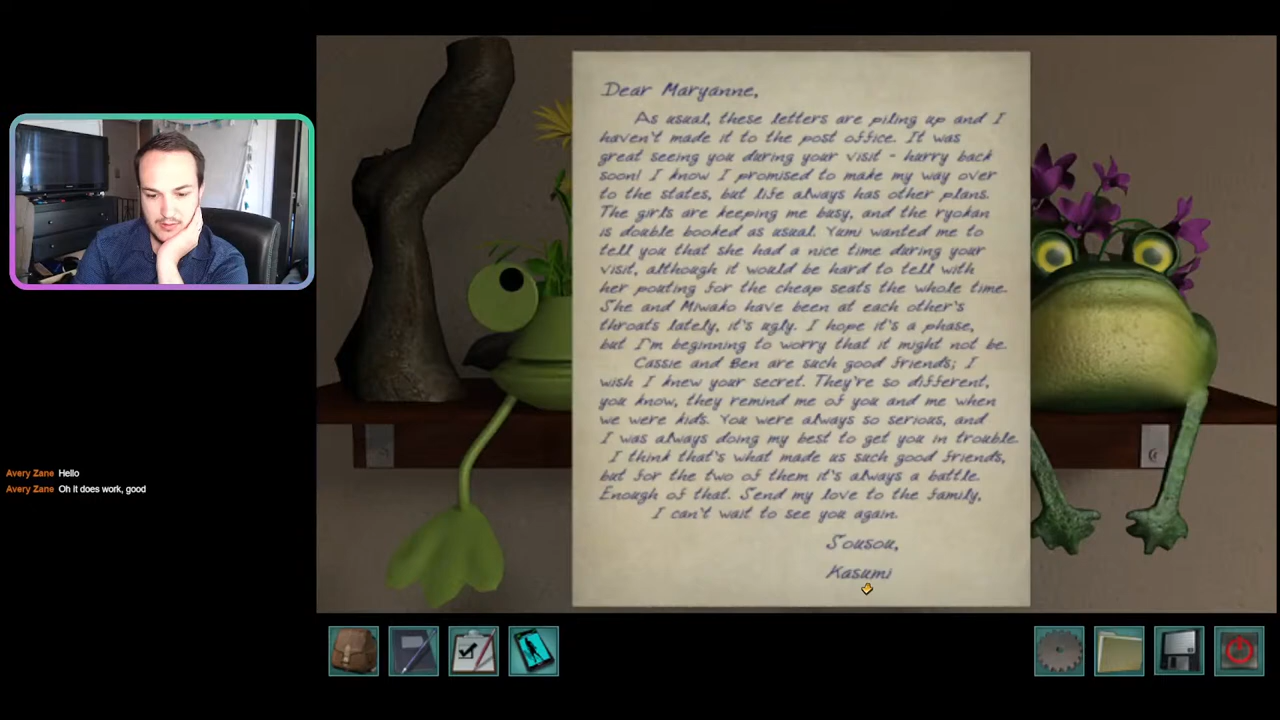 Dear Maryanne,
As usual, these letters are piling up and I
haven't made it to the post office. It was
great seeing you during your visit - hurry back
soon! I know I promised to make my way over
to the states, but life always has other plans.
The girls are keeping me busy, and the ryokan
is double booked as usual. Yumi wanted me to
tell you that she had a nice time during your
visit, although it would be hard to tell with
her pouting for the cheap seats the whole time.
She and Miwako have been at each other's
throats lately, it's ugly. I hope it's a phase,
but I'm beginning to worry that it might not be.
Cassie and Ben are such good friends; I
wish I knew your secret. They're so different,
you know, they remind me of you and me when
we were kids. You were always so serious, and
I was always doing my best to get you in trouble.
I think that's what made us such good friends,
but for the two of them it's always a battle.
Enough of that. Send my love to the family,
I can't wait to see you again.
Sousou,
Kasumi
Avery Zane Hello
Avery Zane Oh it does work, good